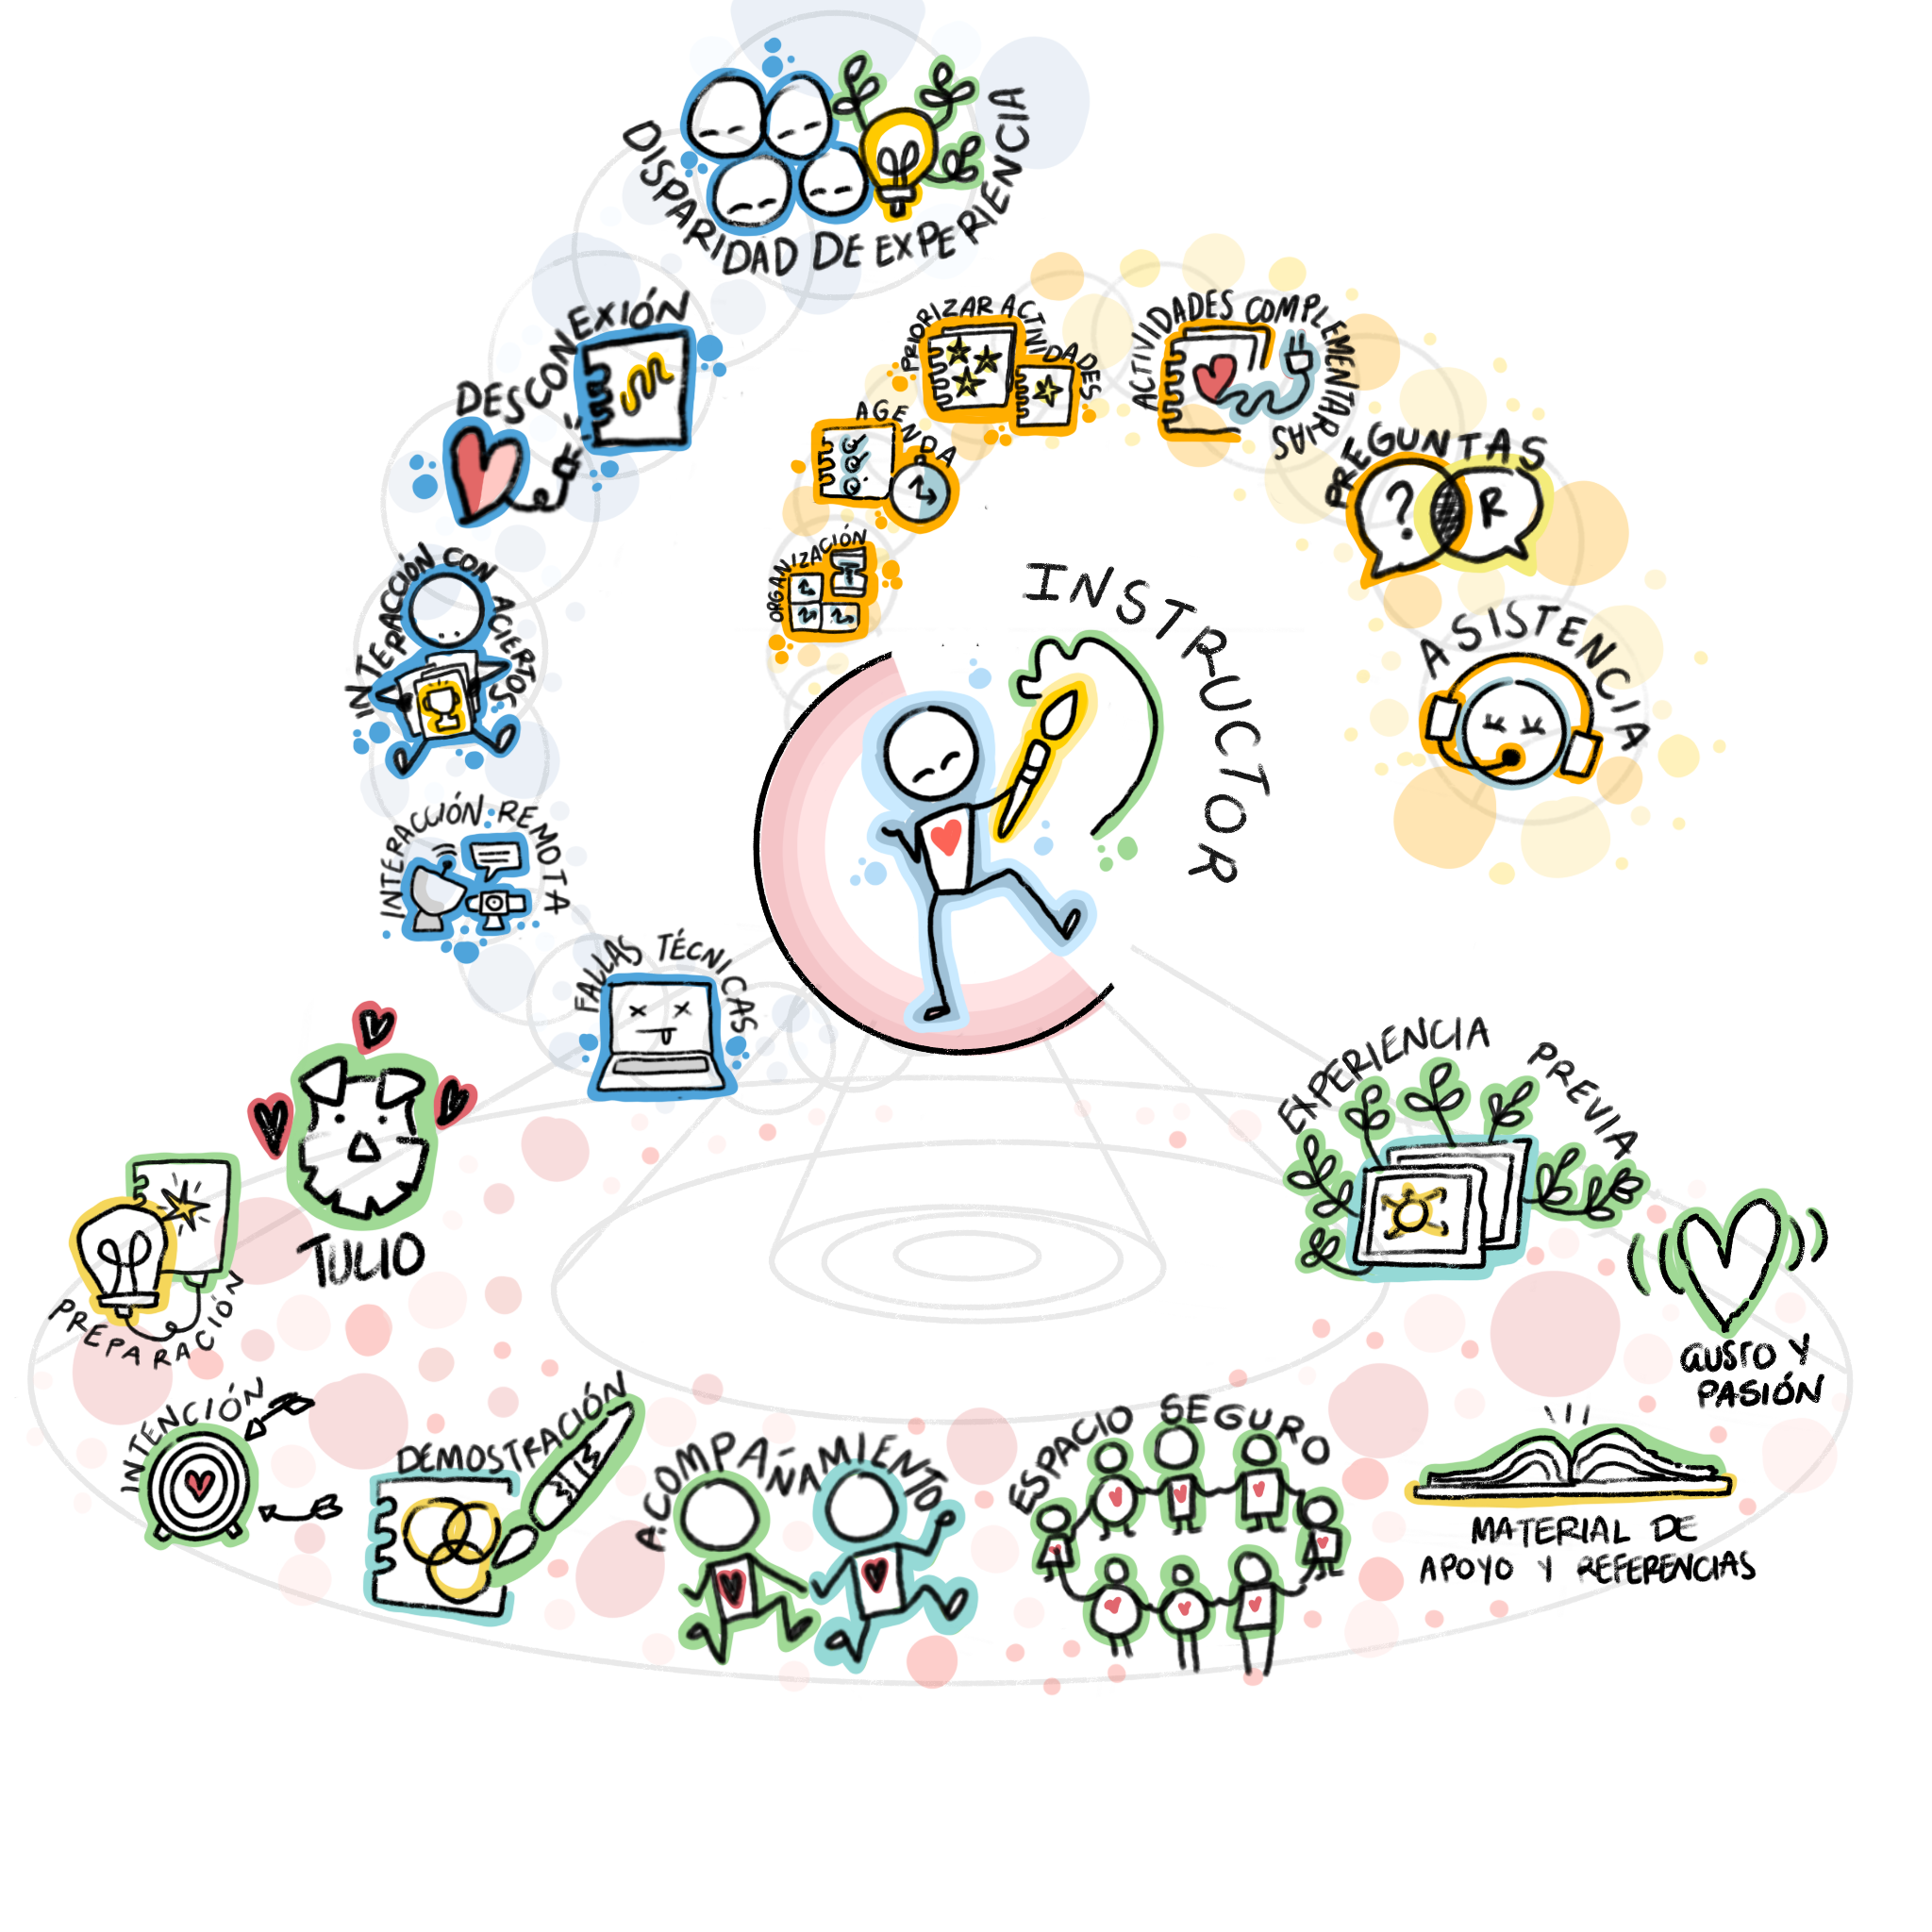 DISPARIDAD DE EXPERIENCIA
DESCONEXIÓN
INTERACCIÓN CON
ACIERTOS
INTERACCIÓN REMOTA
FALLAS TÉCNICAS
PRIORIZAR ACTIVIDADES
ACTIVIDADES COMPLEMENTARIAS
AGENDA
ORGANIZACIÓN
PREGUNTAS
?
R
ASISTENCIA
INSTRUCTOR
TULIO
PREPARACIÓN
INTENCIÓN
DEMOSTRACIÓN
ACOMPAÑAMIENTO
ESPACIO SEGURO
EXPERIENCIA PREVIA
GUSTO Y
PASIÓN
MATERIAL DE
APOYO Y REFERENCIAS